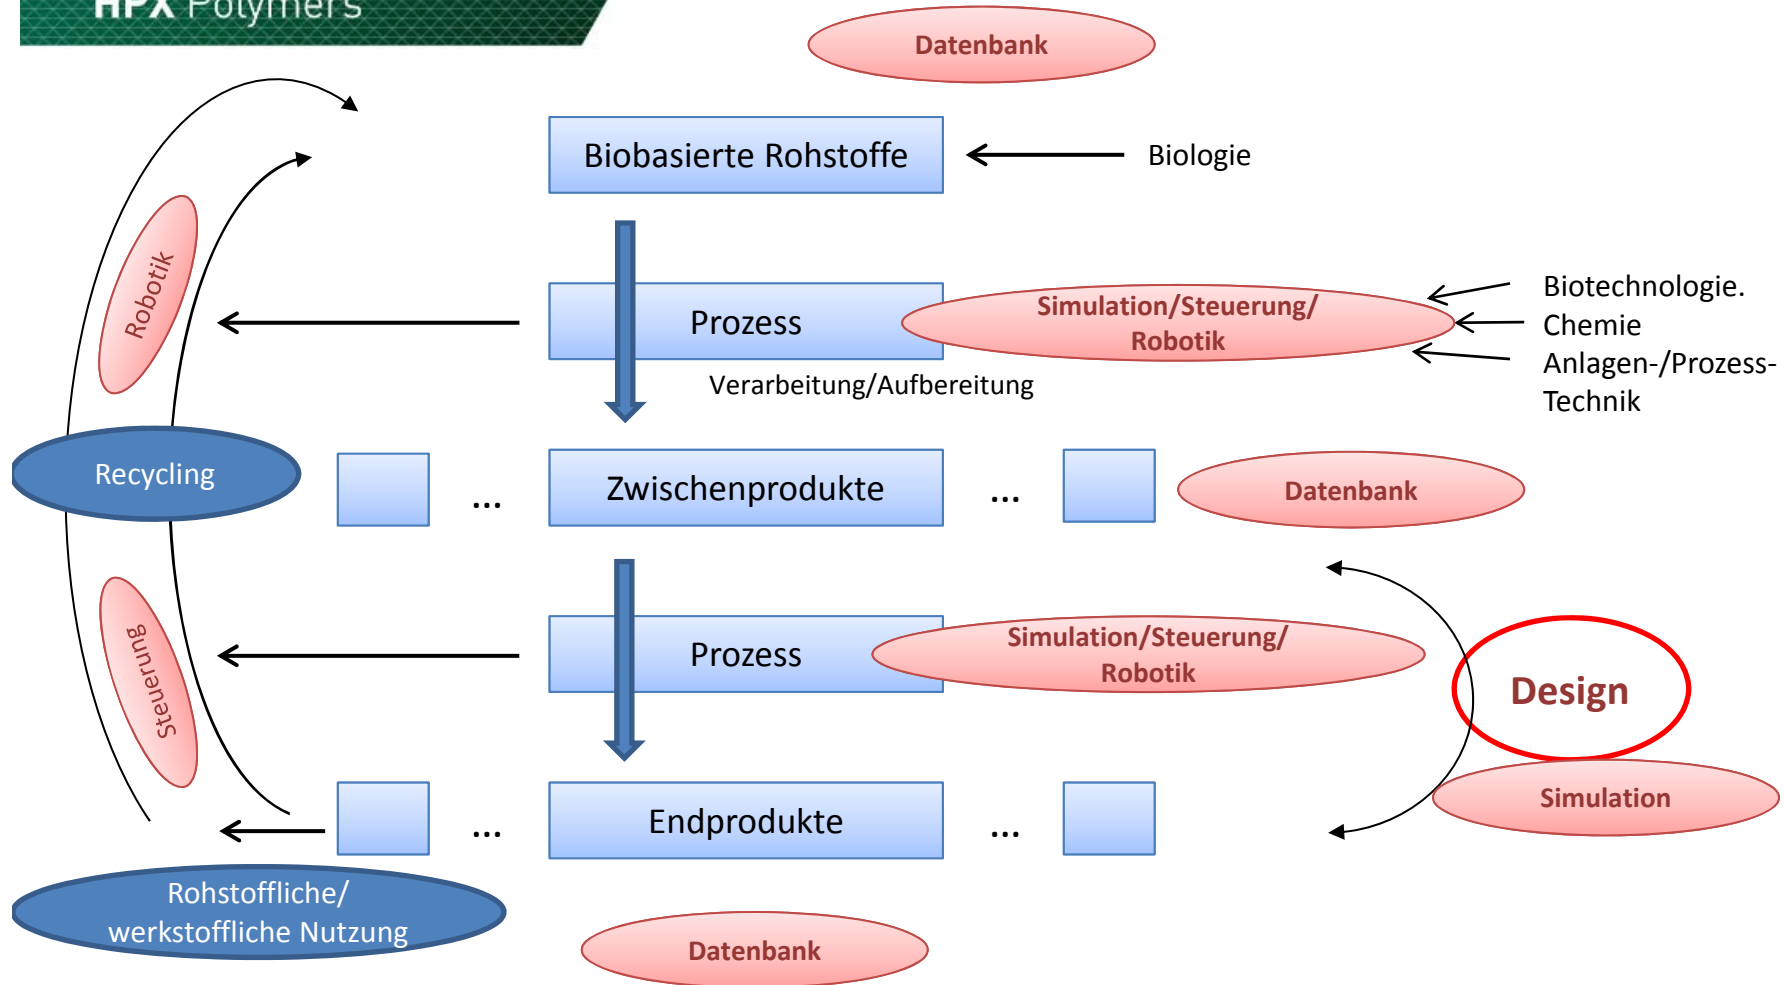 HPX Polymers
Datenbank
Biobasierte Rohstoffe
Biologie
Robotik
Prozess
Simulation/Steuerung/
Robotik
Biotechnologie.
Chemie
Anlagen-/Prozess-
Technik
Verarbeitung/Aufbereitung
Recycling
...
Zwischenprodukte
...
Datenbank
Steuerung
Prozess
Simulation/Steuerung/
Robotik
Design
Simulation
...
Endprodukte
...
Rohstoffliche/
werkstoffliche Nutzung
Datenbank